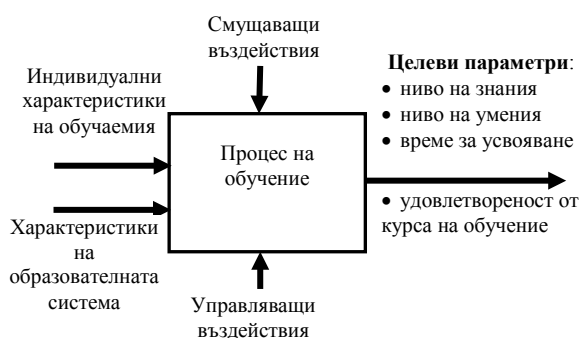 Смущаващи
въздействия
Индивидуални
характеристики
на обучаемия
Целеви параметри:
• ниво на знания
• ниво на умения
• време за усвояване
Процес на
обучение
• удовлетвореност от
курса на обучение
Характеристики
на
образователната
система
Управляващи
въздействия